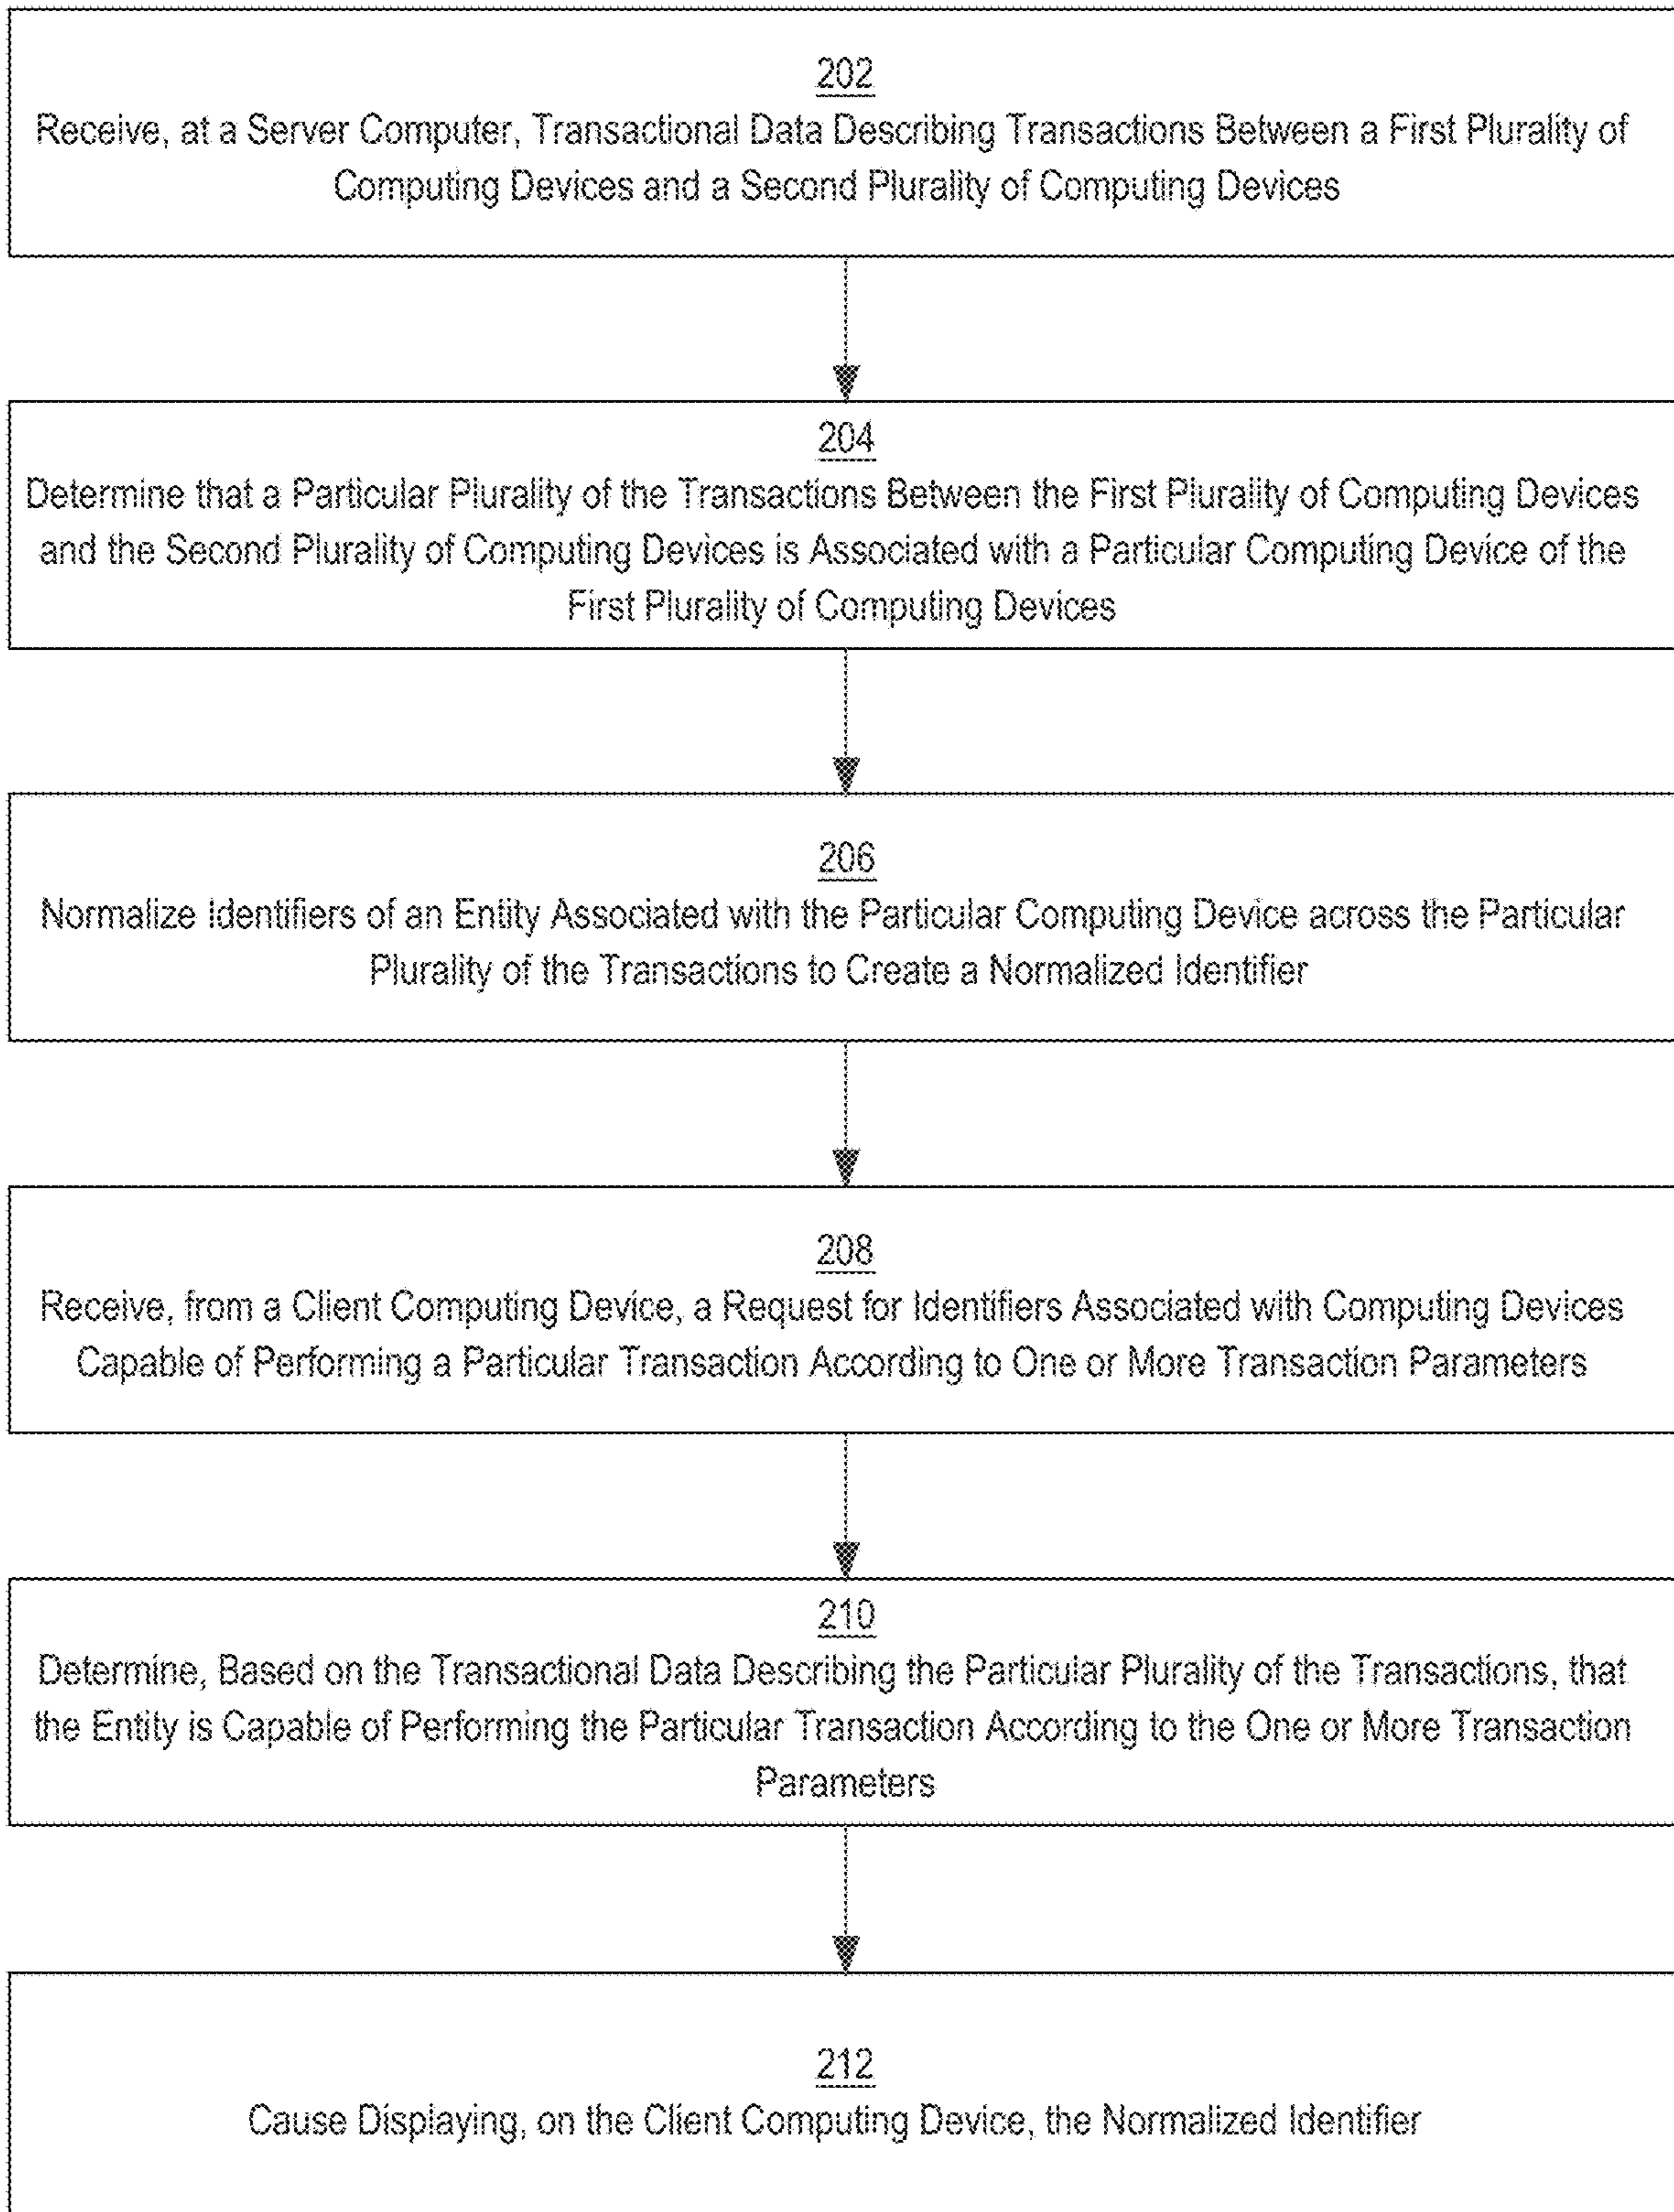 202
Receive, at a Server Computer, Transactional Data Describing Transactions Between a First Plurality of
Computing Devices and a Second Plurality of Computing Devices
204
Determine that a Particular Plurality of the Transactions Between the First Plurality of Computing Devices
and the Second Plurality of Computing Devices is Associated with a Particular Computing Device of the
First Plurality of Computing Devices
206
Normalize Identifiers of an Entity Associated with the Particular Computing Device across the Particular
Plurality of the Transactions to Create a Normalized Identifier
208
Receive, from a Client Computing Device, a Request for Identifiers Associated with Computing Devices
Capable of Performing a Particular Transaction According to One or More Transaction Parameters
210
Determine, Based on the Transactional Data Describing the Particular Plurality of the Transactions, that
the Entity is Capable of Performing the Particular Transaction According to the One or More Transaction
Parameters
212
Cause Displaying, on the Client Computing Device, the Normalized Identifier